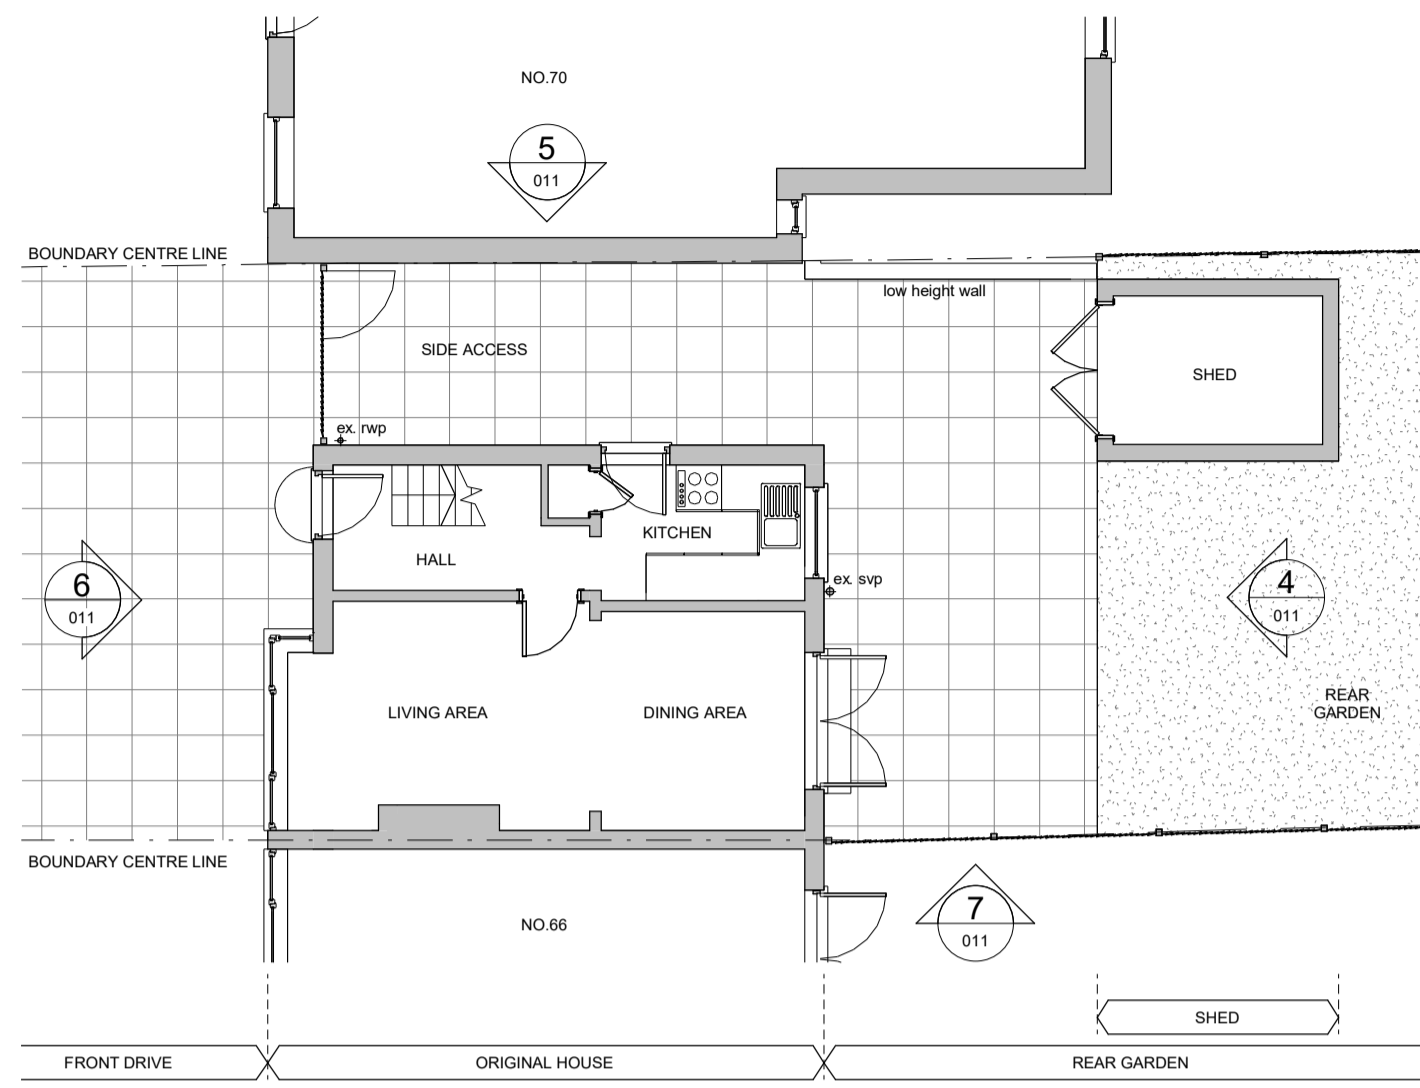 NO.70
5
011
BOUNDARY CENTRE LINE
low height wall
SIDE ACCESS
SHED
ex. rwp
KITCHEN
HALL
ex. svp
6
011
4
011
LIVING AREA
DINING AREA
REAR
GARDEN
BOUNDARY CENTRE LINE
NO.66
7
011
SHED
FRONT DRIVE
ORIGINAL HOUSE
REAR GARDEN